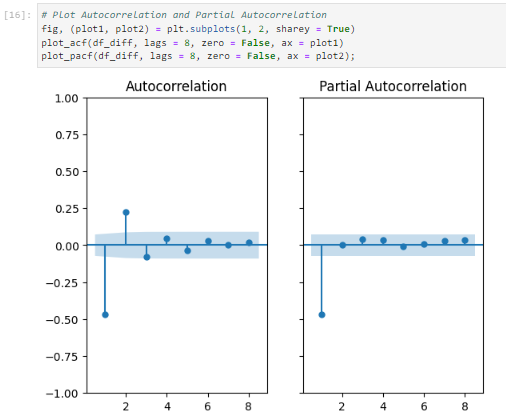 [16]: # Plot Autocorrelation and Partial Autocorrelation
fig, (plot1, plot2) = plt.subplots(1, 2, sharey = True)
plot_acf(df_diff, lags = 8, zero = False, ax = plot1)
plot_pacf(df_diff, lags = 8, zero = False, ax = plot2);
Autocorrelation Partial Autocorrelation
1.00
0.75
0.50
0.25
0.00
−0.25
−0.50
−0.75
−1.00
2 4 6 8 2 4 6 8